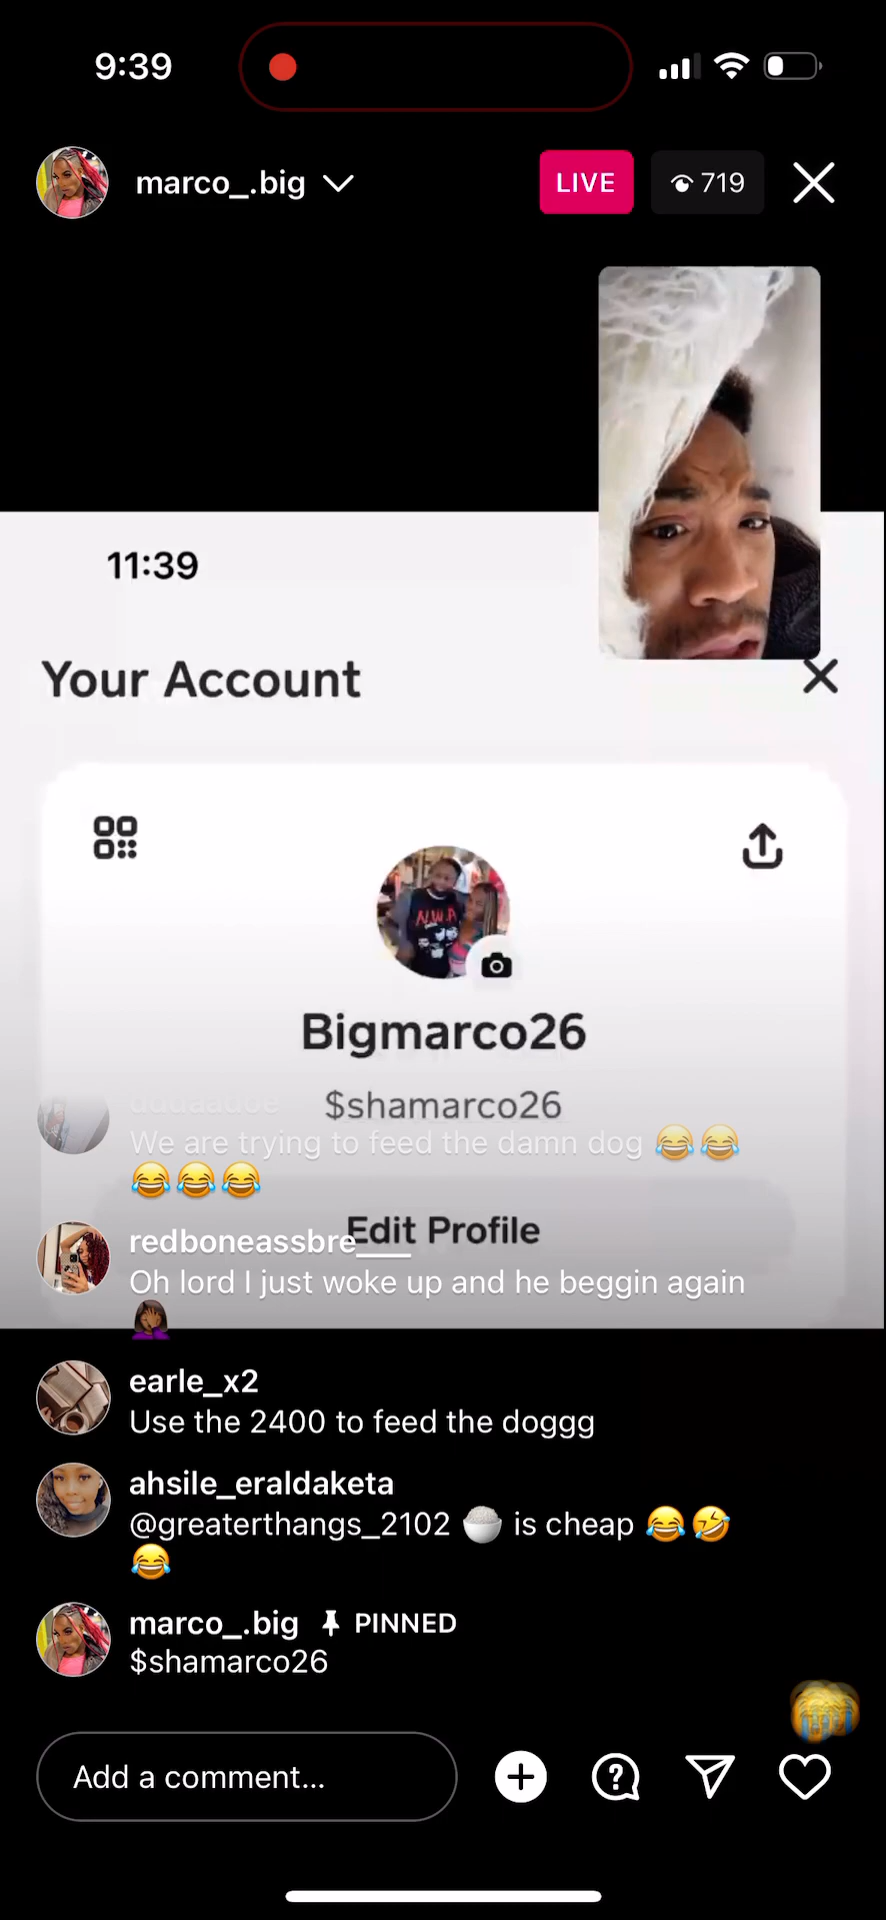 9:39
marco_.big
LIVE
719
11:39
Your Account
N.W.A
Bigmarco26
$shamarco26
We are trying to feed the damn dog 😂😂
😂😂😂
Edit Profile
redboneassbre___
Oh lord I just woke up and he beggin again
🤦🏾‍♀️
earle_x2
Use the 2400 to feed the doggg
ahsile_eraldaketa
@greaterthangs_2102 🍚 is cheap 😂🤣
😂
marco_.big PINNED
$shamarco26
Add a comment...